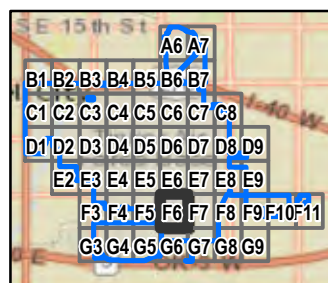 SE 15th St
A6 A7
B1 B2 B3 B4 B5 B6 B7
C1 C2 C3 C4 C5 C6 C7 C8
I-40 W
D1 D2 D3 D4 D5 D6 D7 D8 D9
E2 E3 E4 E5 E6 E7 E8 E9
F3 F4 F5 F6 F7 F8 F9 F10 F11
G3 G4 G5 G6 G7 G8 G9